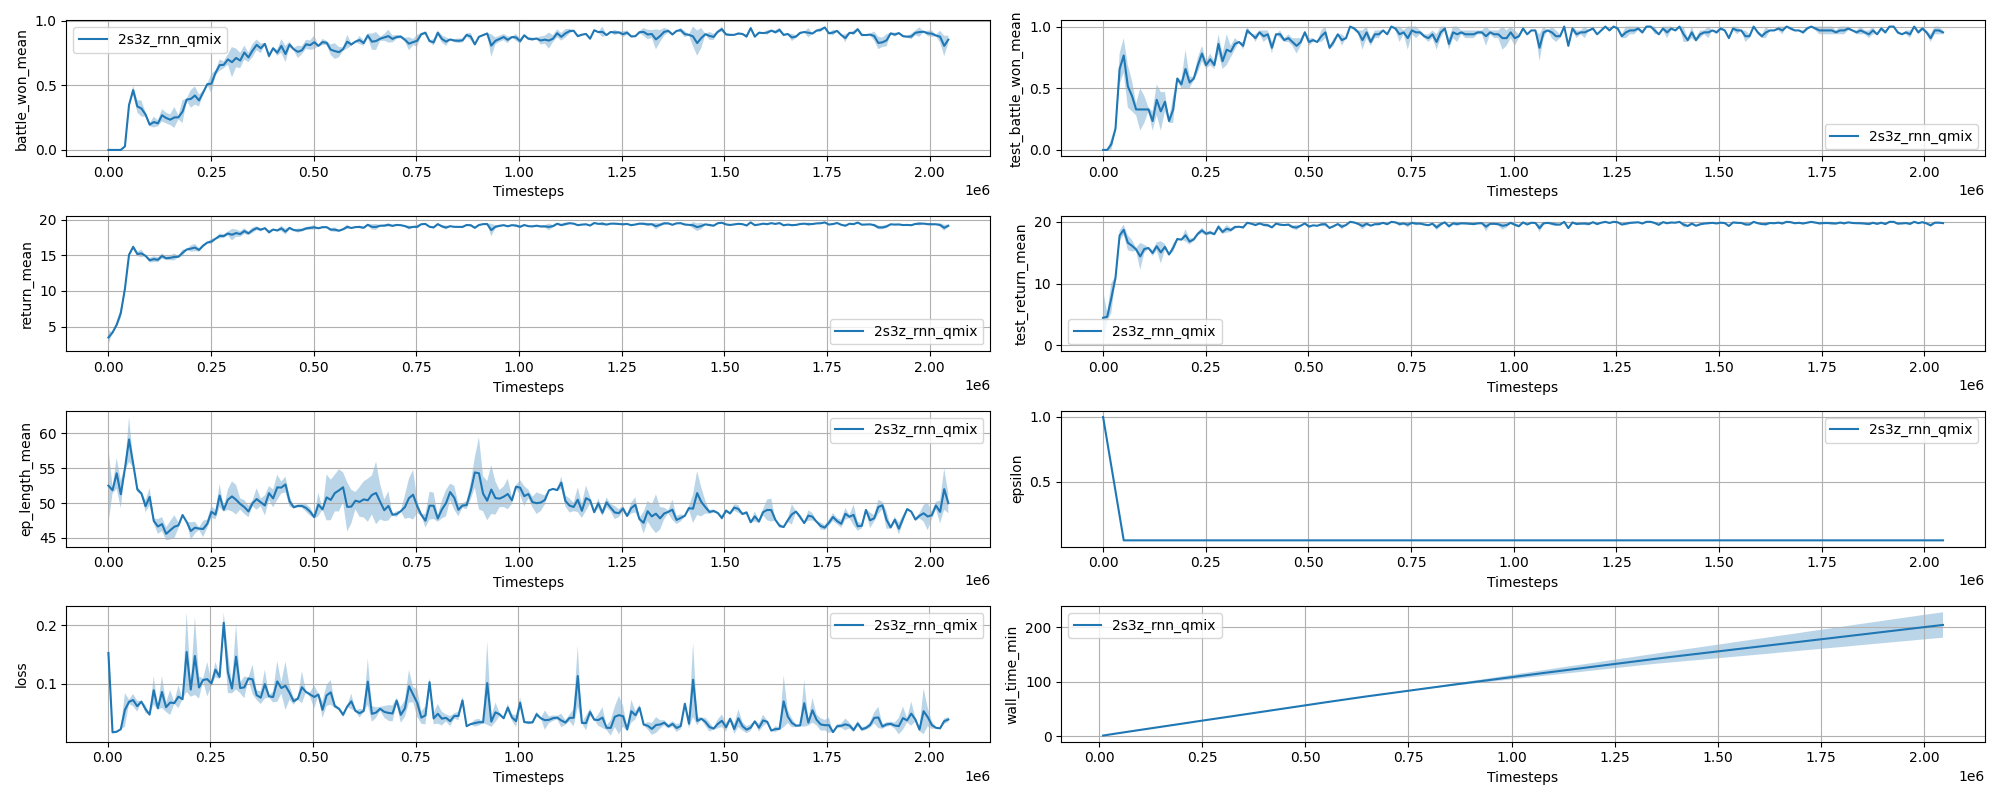 battle_won_mean
1.0
0.5
0.0
2s3z_rnn_qmix
0.00 0.25 0.50 0.75 1.00 1.25 1.50 1.75 2.00
Timesteps
1e6
test_battle_won_mean
1.0
0.5
0.0
2s3z_rnn_qmix
0.00 0.25 0.50 0.75 1.00 1.25 1.50 1.75 2.00
Timesteps
1e6
return_mean
20
15
10
5
2s3z_rnn_qmix
0.00 0.25 0.50 0.75 1.00 1.25 1.50 1.75 2.00
Timesteps
1e6
test_return_mean
20
10
0
2s3z_rnn_qmix
0.00 0.25 0.50 0.75 1.00 1.25 1.50 1.75 2.00
Timesteps
1e6
ep_length_mean
60
55
50
45
2s3z_rnn_qmix
0.00 0.25 0.50 0.75 1.00 1.25 1.50 1.75 2.00
Timesteps
1e6
epsilon
1.0
0.5
2s3z_rnn_qmix
0.00 0.25 0.50 0.75 1.00 1.25 1.50 1.75 2.00
Timesteps
1e6
loss
0.2
0.1
2s3z_rnn_qmix
0.00 0.25 0.50 0.75 1.00 1.25 1.50 1.75 2.00
Timesteps
1e6
wall_time_min
200
100
0
2s3z_rnn_qmix
0.00 0.25 0.50 0.75 1.00 1.25 1.50 1.75 2.00
Timesteps
1e6